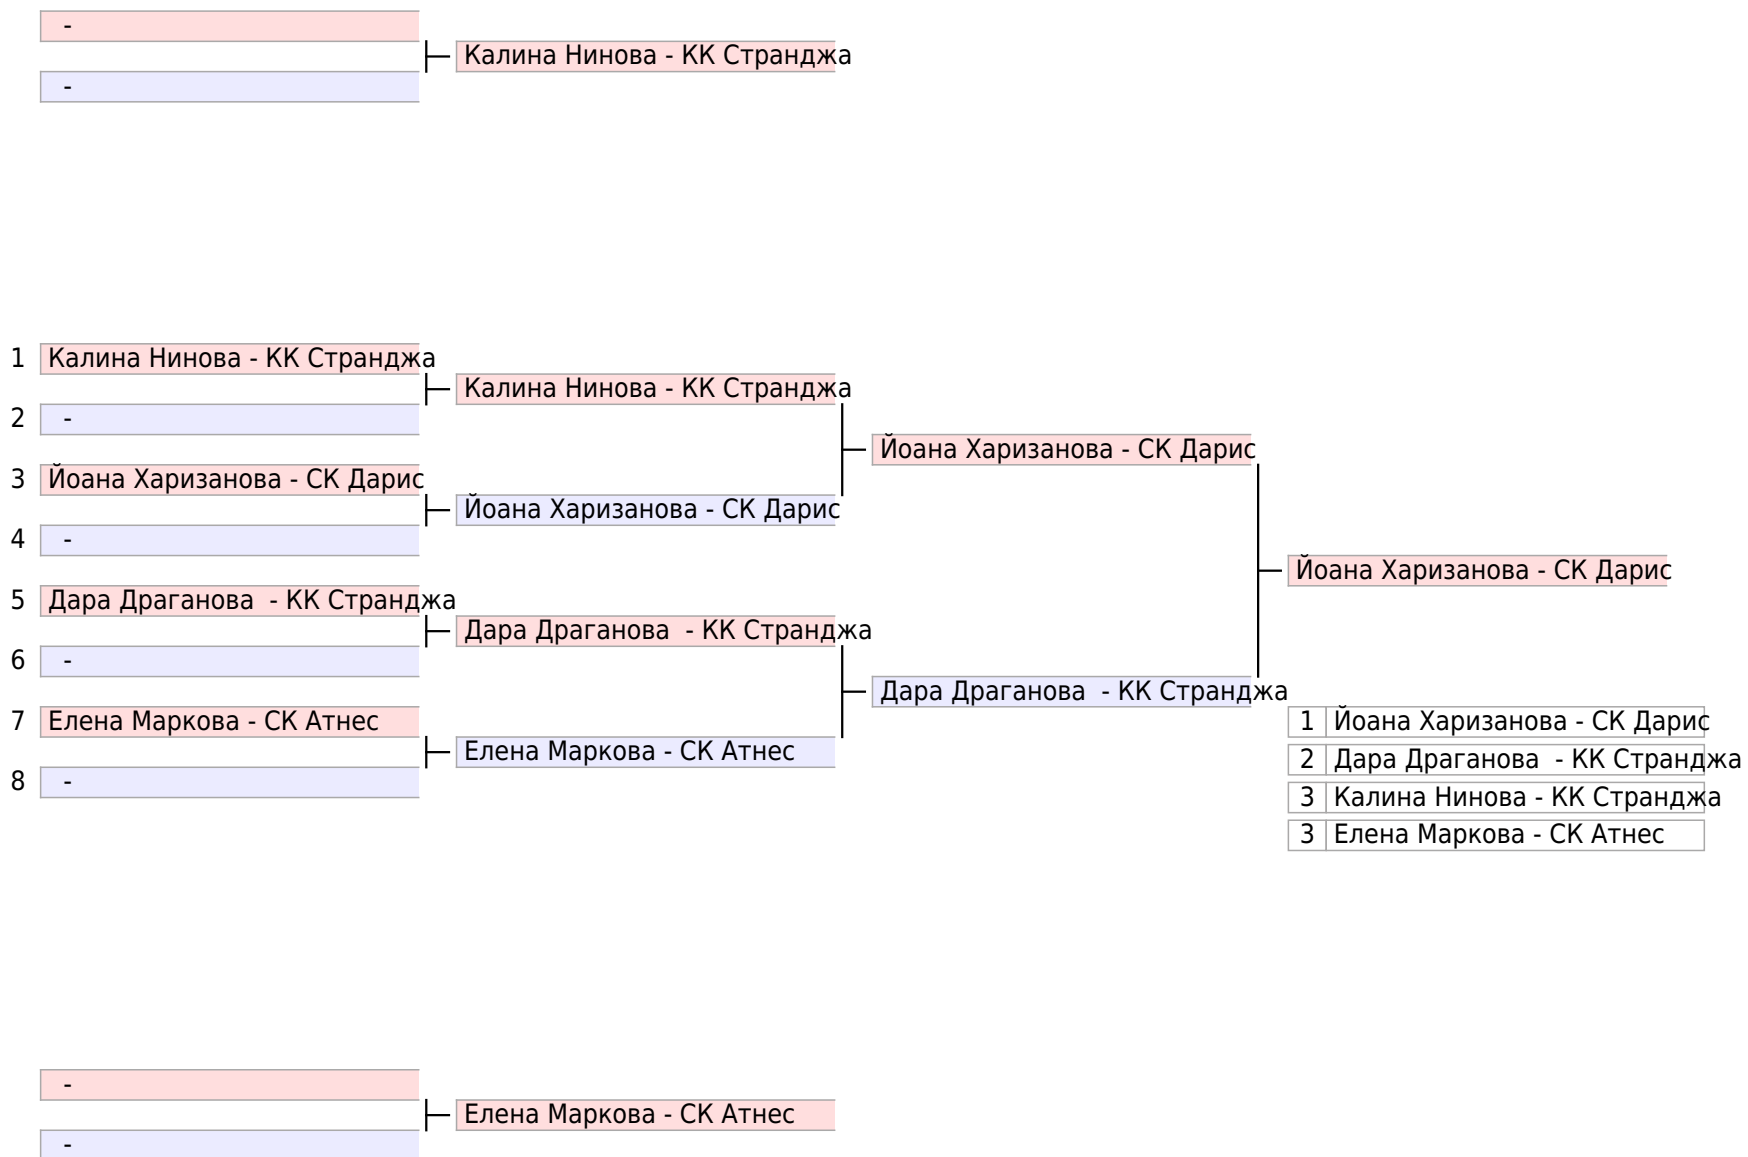 -
Калина Нинова - КК Странджа
-
1 Калина Нинова - КК Странджа
Калина Нинова - КК Странджа
2 -
Йоана Харизанова - СК Дарис
3 Йоана Харизанова - СК Дарис
Йоана Харизанова - СК Дарис
4 -
Йоана Харизанова - СК Дарис
5 Дара Драганова - КК Странджа
Дара Драганова - КК Странджа
6 -
Дара Драганова - КК Странджа
7 Елена Маркова - СК Атнес
1 Йоана Харизанова - СК Дарис
Елена Маркова - СК Атнес
2 Дара Драганова - КК Странджа
8 -
3 Калина Нинова - КК Странджа
3 Елена Маркова - СК Атнес
-
Елена Маркова - СК Атнес
-